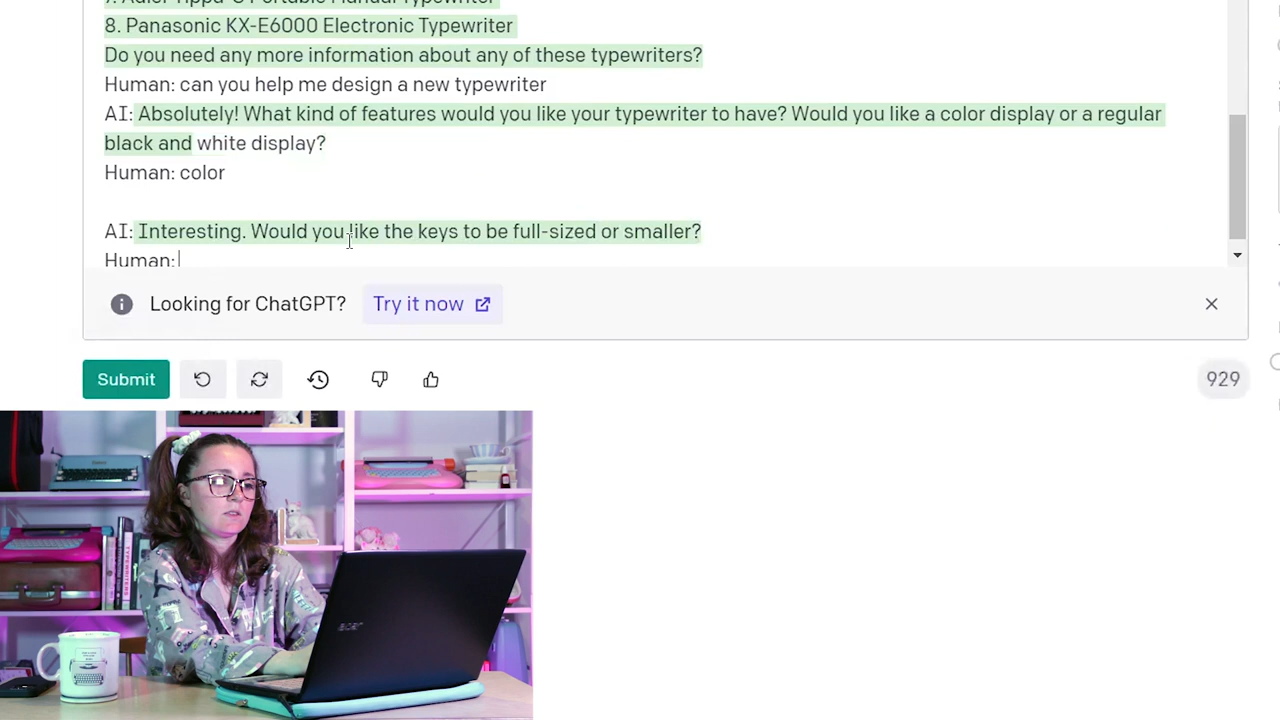 8. Panasonic KX-E6000 Electronic Typewriter
Do you need any more information about any of these typewriters?
Human: can you help me design a new typewriter
AI: Absolutely! What kind of features would you like your typewriter to have? Would you like a color display or a regular
black and white display?
Human: color
AI: Interesting. Would you like the keys to be full-sized or smaller?
Human:
Looking for ChatGPT? Try it now
Submit
929
acer